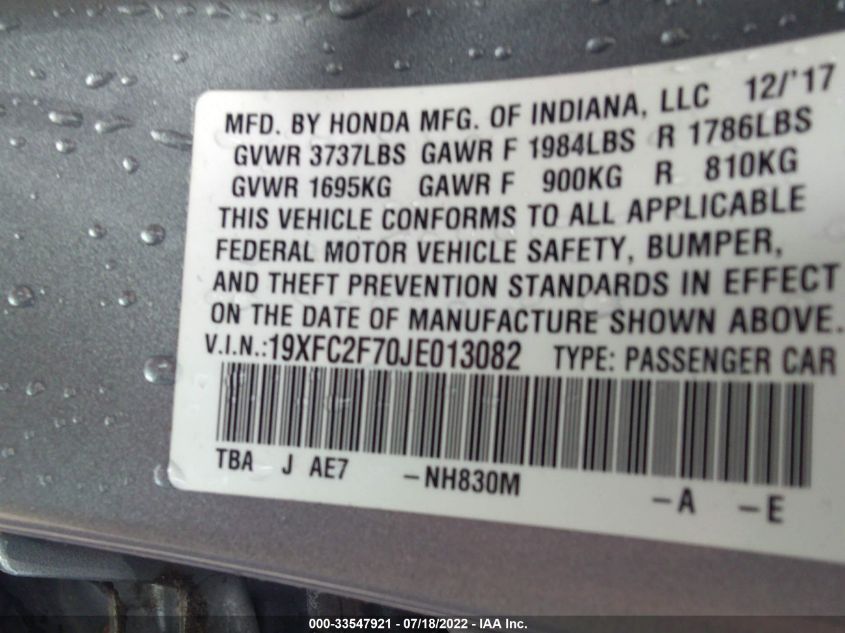 MFD. BY HONDA MFG. OF INDIANA, LLC 12/'17
GVWR 3737LBS GAWR F 1984LBS R 1786LBS
GVWR 1695KG GAWR F 900KG R 810KG
THIS VEHICLE CONFORMS TO ALL APPLICABLE
FEDERAL MOTOR VEHICLE SAFETY, BUMPER,
AND THEFT PREVENTION STANDARDS IN EFFECT
ON THE DATE OF MANUFACTURE SHOWN ABOVE.
V.I.N.:19XFC2F70JE013082 TYPE: PASSENGER CAR
TBA J AE7 -NH830M -A -E
000-33547921 - 07/18/2022 - IAA Inc.